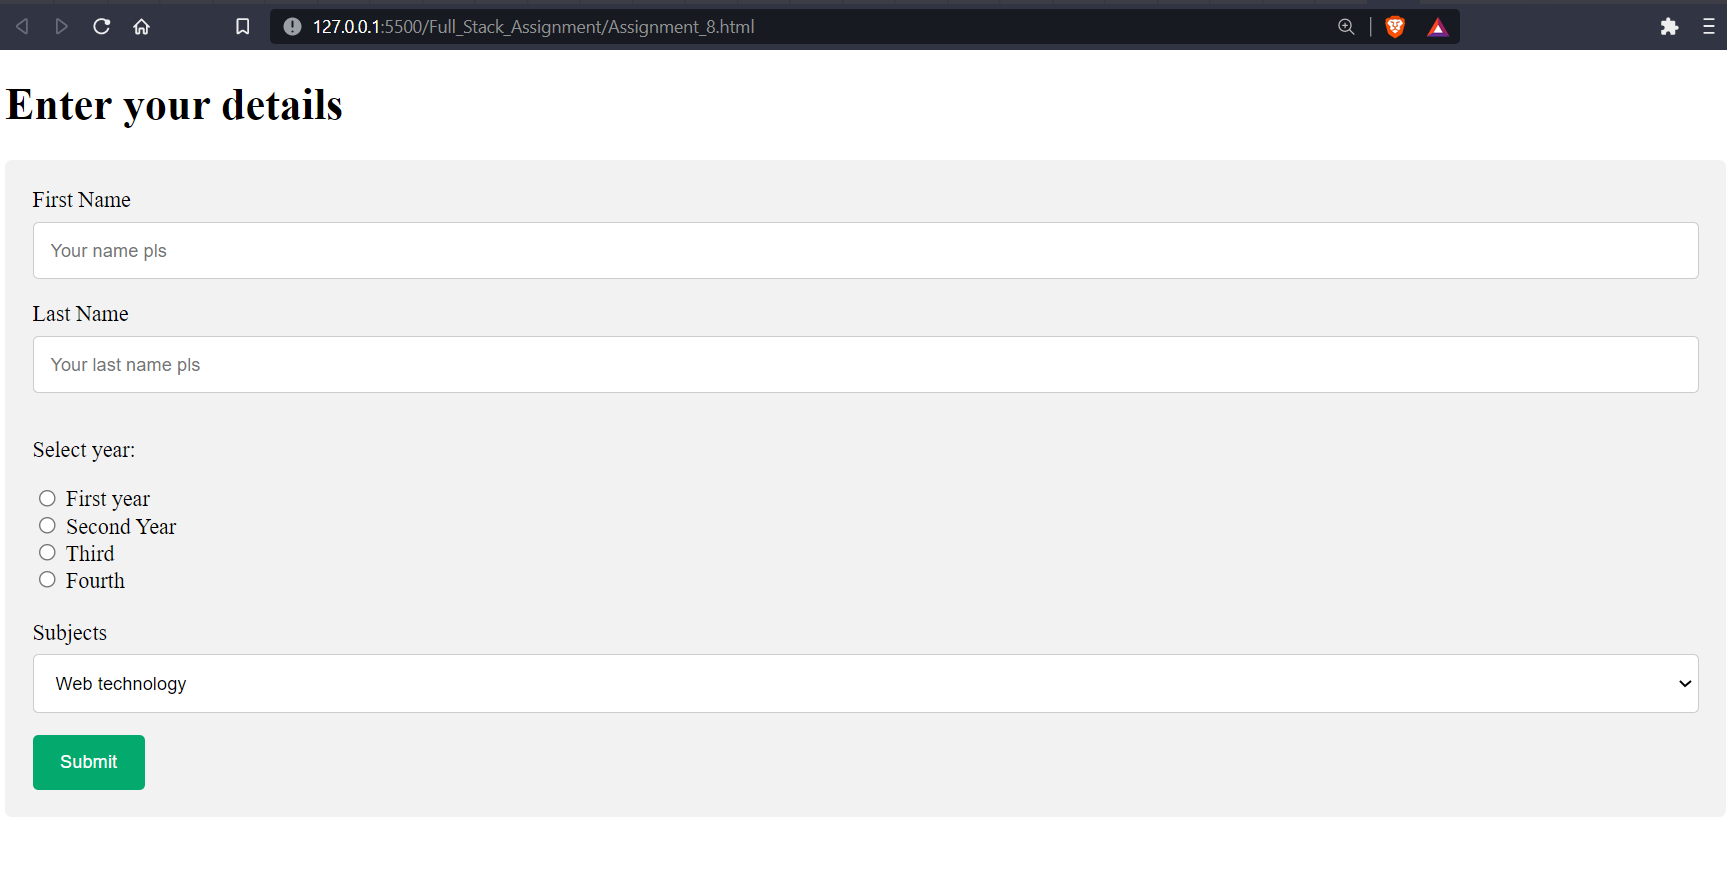 127.0.0.1:5500/Full_Stack_Assignment/Assignment_8.html
Enter your details
First Name
Your name pls
Last Name
Your last name pls
Select year:
First year
Second Year
Third
Fourth
Subjects
Web technology
Submit